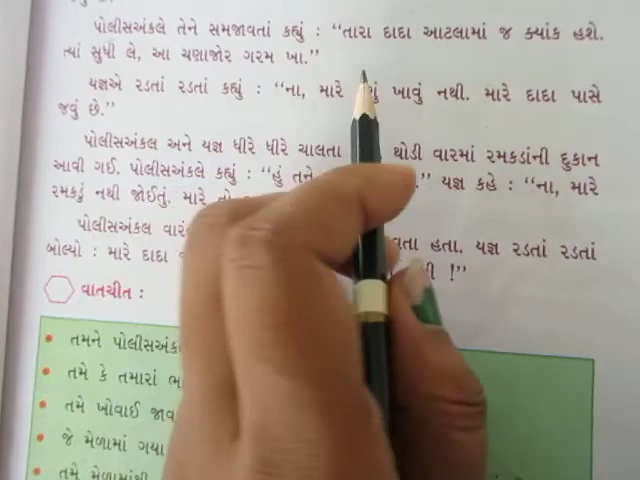 પોલીસઅંકલે તેને સમજાવતાં કહ્યું : “તારા દાદા આટલામાં જ ક્યાંક હશે.
ત્યાં સુધી લે, આ ચણાજોર ગરમ ખા.”
યજ્ઞએ રડતાં રડતાં કહ્યું : “ના, મારે ખાવું નથી. મારે દાદા પાસે
જવું છે.”
પોલીસઅંકલ અને યજ્ઞ ધીરે ધીરે ચાલતા થોડી વારમાં રમકડાંની દુકાન
આવી ગઈ. પોલીસઅંકલે કહ્યું : “હું તને ” યજ્ઞ કહે : “ના, મારે
રમકડું નથી જોઈતું. મારે
પોલીસઅંકલ હતા. યજ્ઞ રડતાં રડતાં
બોલ્યો : મારે દાદા !”
વાતચીત :
• તમને
• તમે કે તમારાં
• તમે ખોવાઈ
• જે મેળામાં ગયા
• તમે